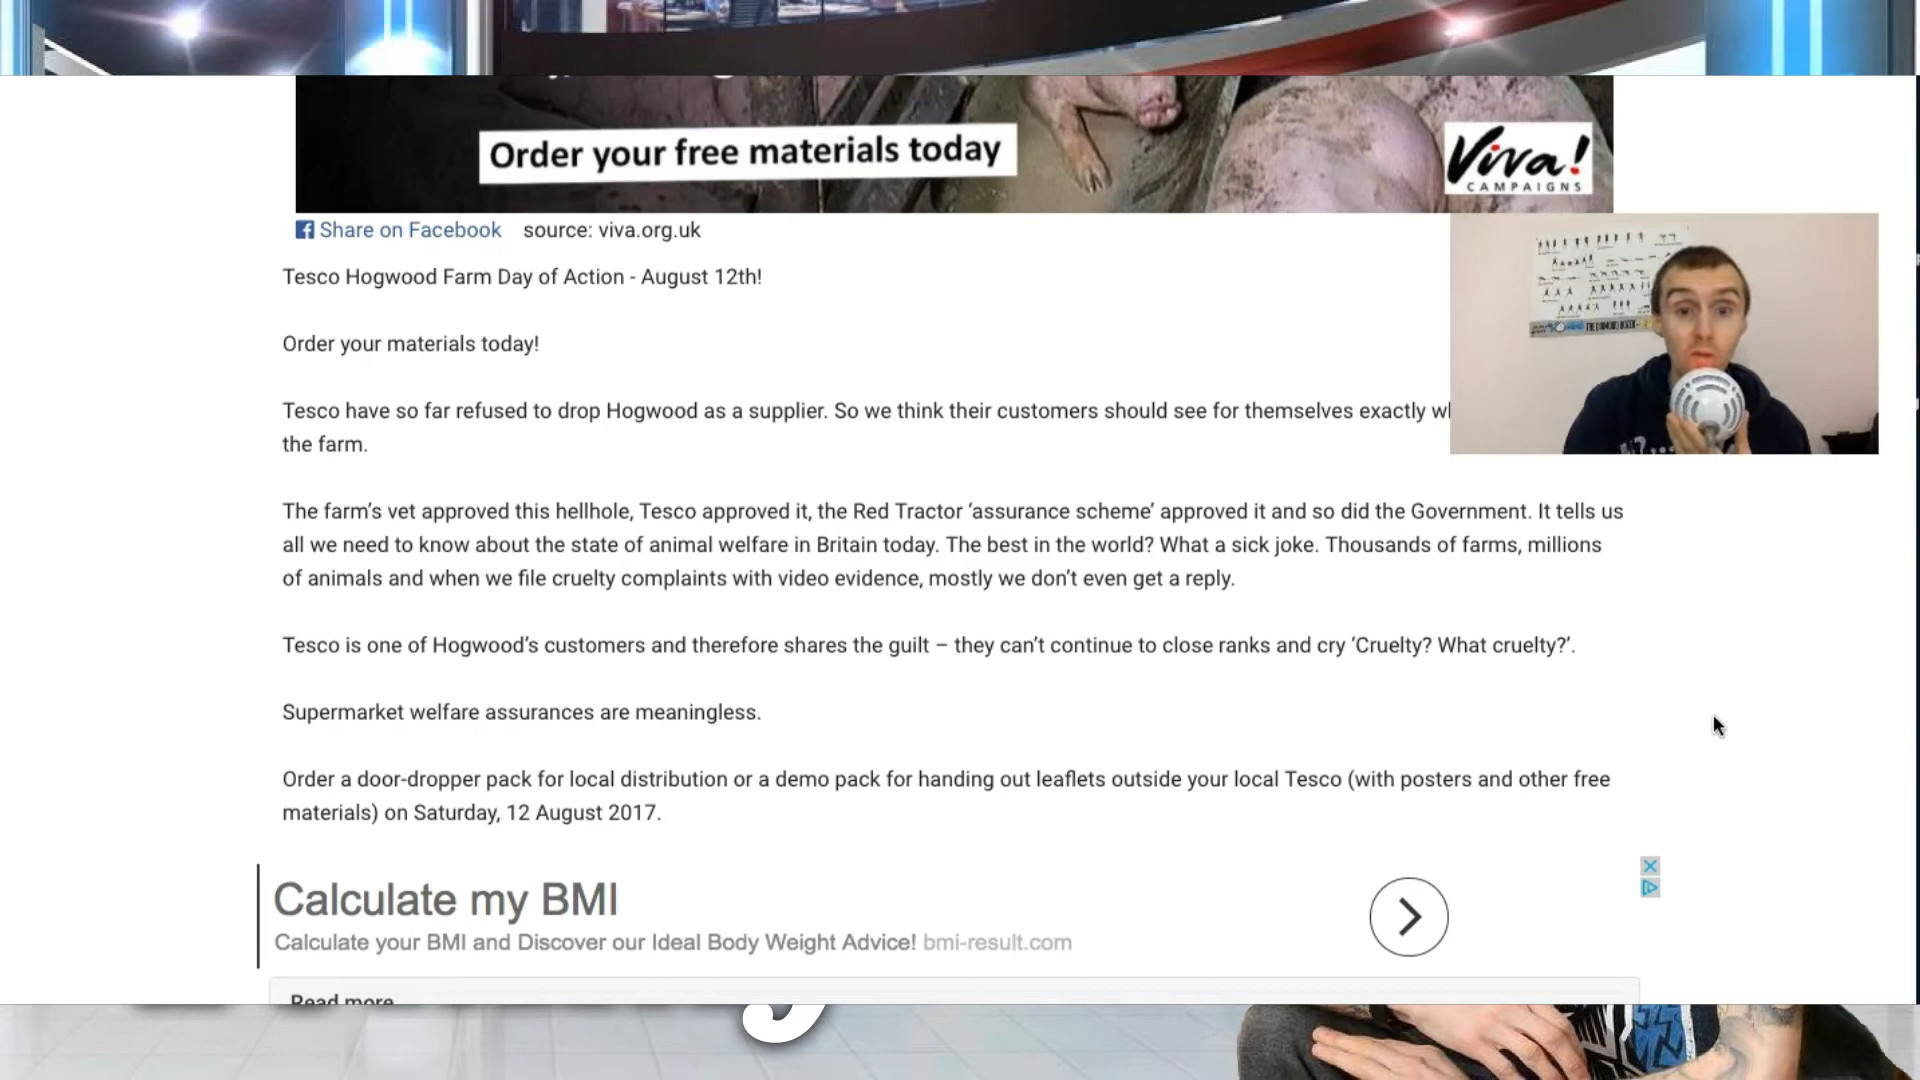 Order your free materials today
Viva!
CAMPAIGNS
Share on Facebook source: viva.org.uk
Tesco Hogwood Farm Day of Action - August 12th!
Order your materials today!
Tesco have so far refused to drop Hogwood as a supplier. So we think their customers should see for themselves exactly
the farm.
The farm’s vet approved this hellhole, Tesco approved it, the Red Tractor ‘assurance scheme’ approved it and so did the Government. It tells us
all we need to know about the state of animal welfare in Britain today. The best in the world? What a sick joke. Thousands of farms, millions
of animals and when we file cruelty complaints with video evidence, mostly we don’t even get a reply.
Tesco is one of Hogwood’s customers and therefore shares the guilt – they can’t continue to close ranks and cry ‘Cruelty? What cruelty?’.
Supermarket welfare assurances are meaningless.
Order a door-dropper pack for local distribution or a demo pack for handing out leaflets outside your local Tesco (with posters and other free
materials) on Saturday, 12 August 2017.
Calculate my BMI
Calculate your BMI and Discover our Ideal Body Weight Advice! bmi-result.com
Read more